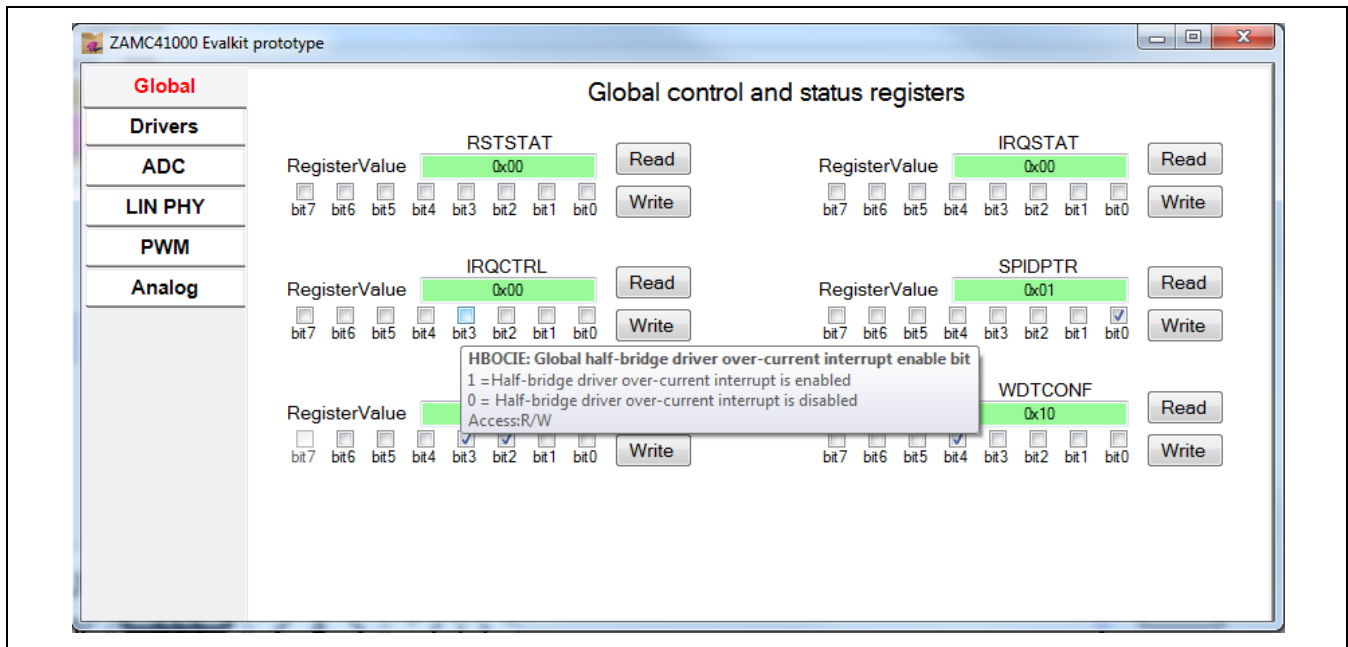 ZAMC41000 Evalkit prototype
Global
Drivers
ADC
LIN PHY
PWM
Analog
Global control and status registers
RSTSTAT
RegisterValue 0x00 Read
bit7 bit6 bit5 bit4 bit3 bit2 bit1 bit0 Write
IRQSTAT
RegisterValue 0x00 Read
bit7 bit6 bit5 bit4 bit3 bit2 bit1 bit0 Write
IRQCTRL
RegisterValue 0x00 Read
bit7 bit6 bit5 bit4 bit3 bit2 bit1 bit0 Write
SPIDPTR
RegisterValue 0x01 Read
bit7 bit6 bit5 bit4 bit3 bit2 bit1 bit0 Write
HBOCIE: Global half-bridge driver over-current interrupt enable bit
1 =Half-bridge driver over-current interrupt is enabled
0 = Half-bridge driver over-current interrupt is disabled
Access:R/W
RegisterValue
bit7 bit6 bit5 bit4 bit3 bit2 bit1 bit0 Write
WDTCONF
0x10 Read
bit7 bit6 bit5 bit4 bit3 bit2 bit1 bit0 Write